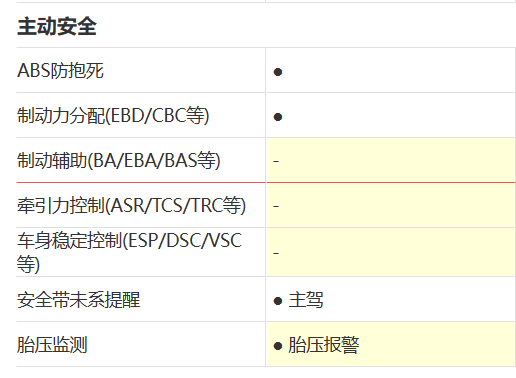 主动安全
ABS防抱死 ●
制动力分配(EBD/CBC等) ●
制动辅助(BA/EBA/BAS等) -
牵引力控制(ASR/TCS/TRC等) -
车身稳定控制(ESP/DSC/VSC
等) -
安全带未系提醒 ● 主驾
胎压监测 ● 胎压报警